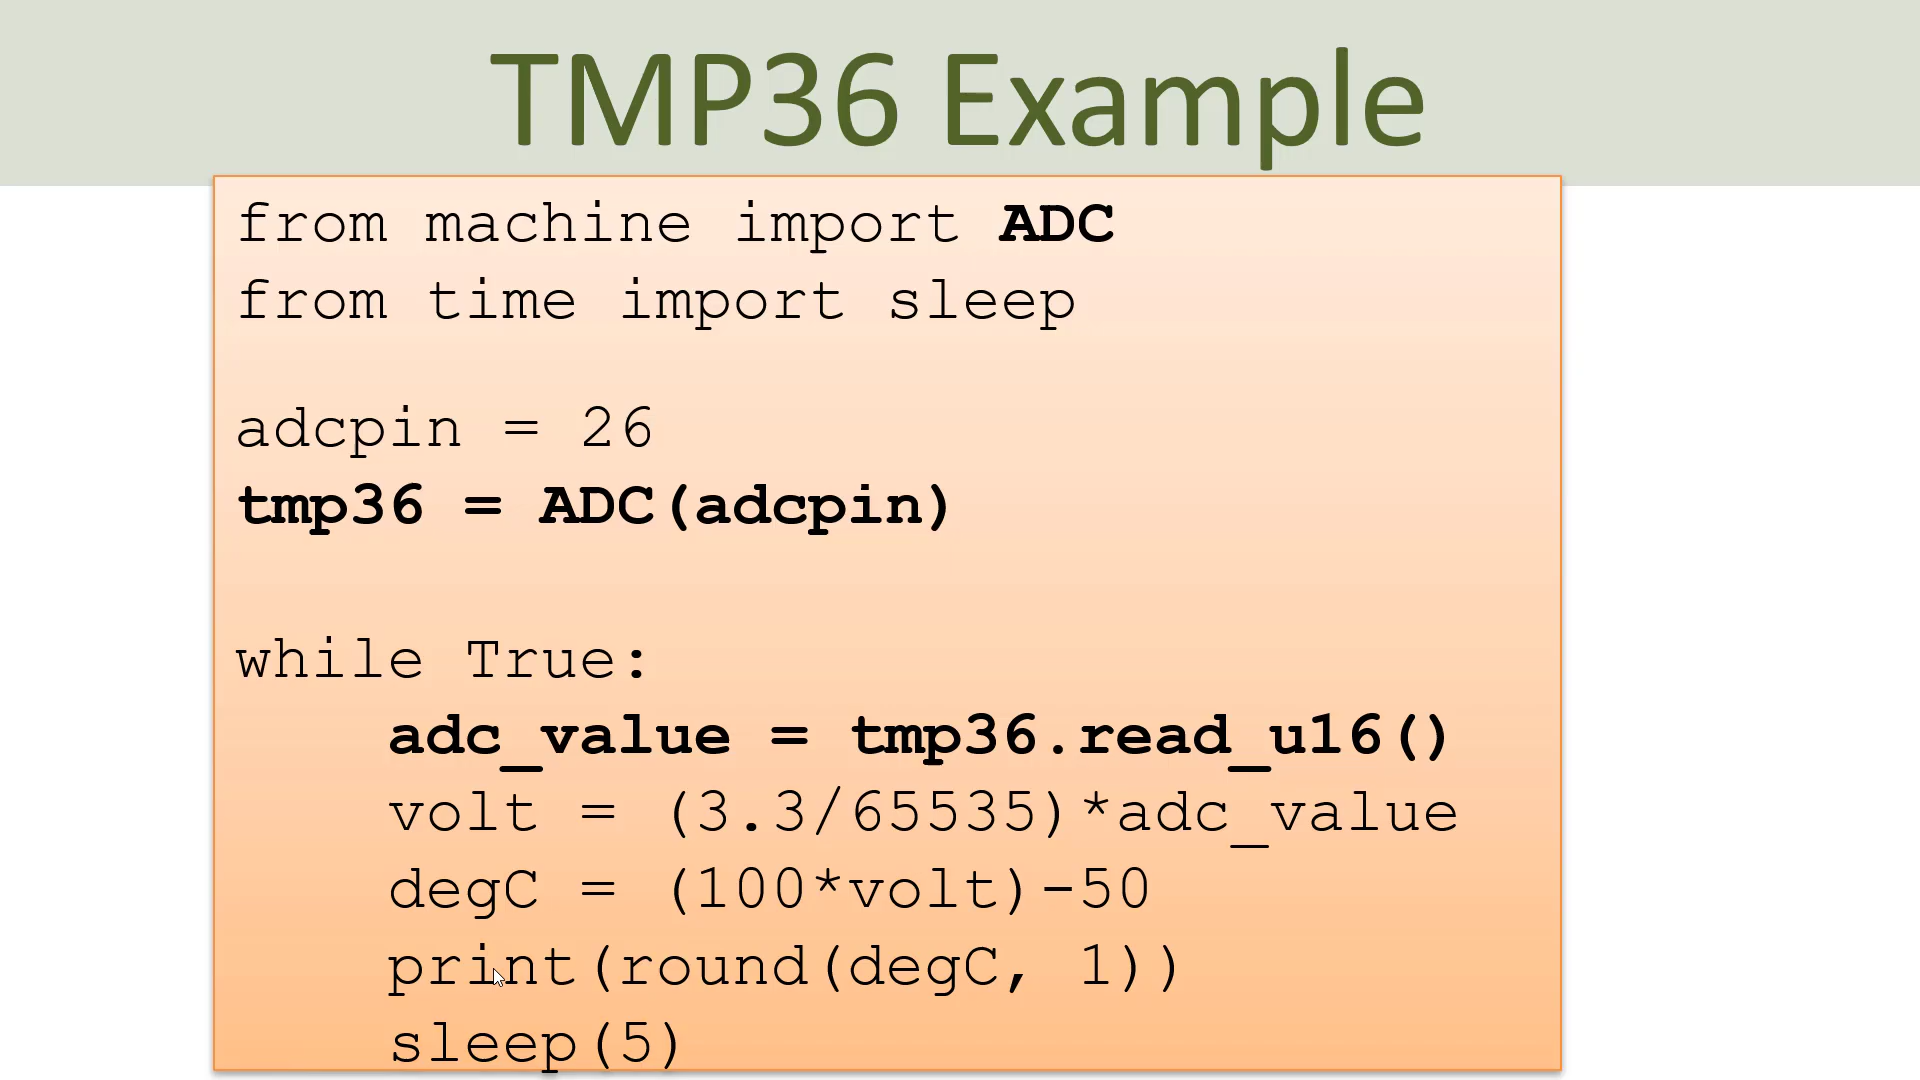 TMP36 Example
from machine import ADC
from time import sleep
adcpin = 26
tmp36 = ADC(adcpin)
while True:
    adc_value = tmp36.read_u16()
    volt = (3.3/65535)*adc_value
    degC = (100*volt)-50
    print(round(degC, 1))
    sleep(5)